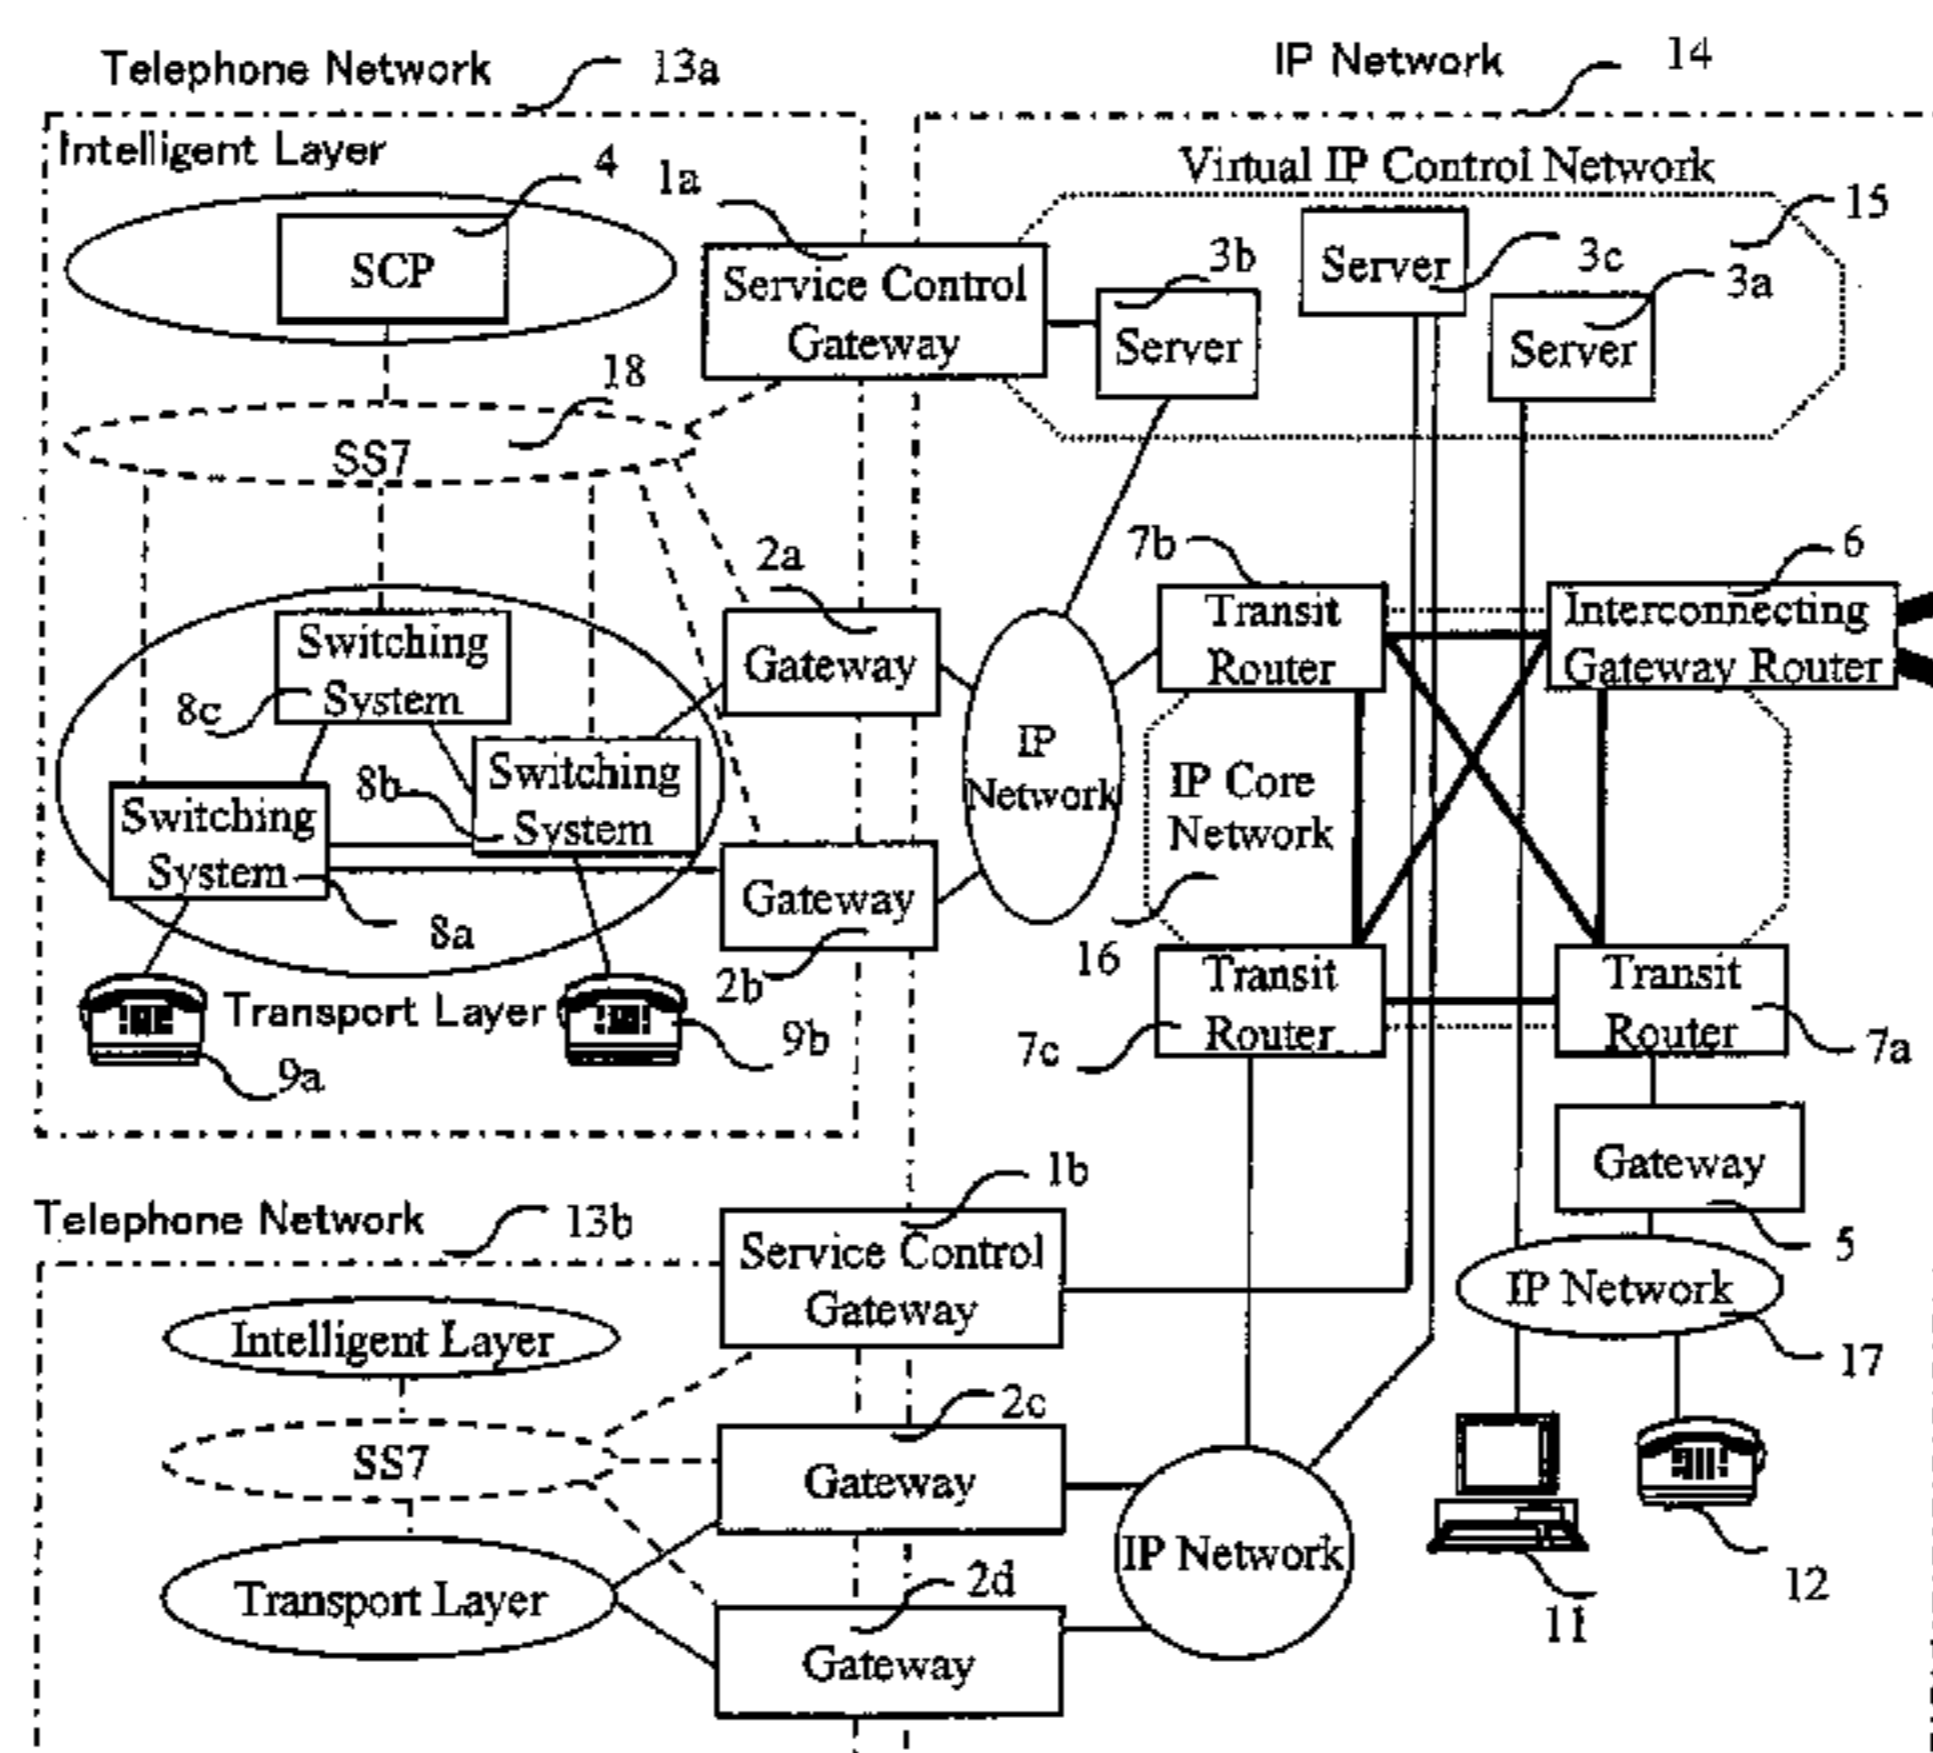 Telephone Network
13a
IP Network
14
Intelligent Layer
4
1a
Virtual IP Control Network
15
SCP
Service Control
Gateway
3b
Server
Server
3c
3a
Server
18
SS7
2a
7b
6
Switching
System
8c
Gateway
Transit
Router
Interconnecting
Gateway Router
IP
Network
8b
Switching
System
IP Core
Network
Switching
System
8a
Gateway
2b
16
Transit
Router
7c
Transit
Router
7a
Transport Layer
9a
9b
Gateway
5
Telephone Network
13b
1b
Service Control
Gateway
IP Network
17
Intelligent Layer
2c
SS7
Gateway
IP Network
11
12
Transport Layer
2d
Gateway